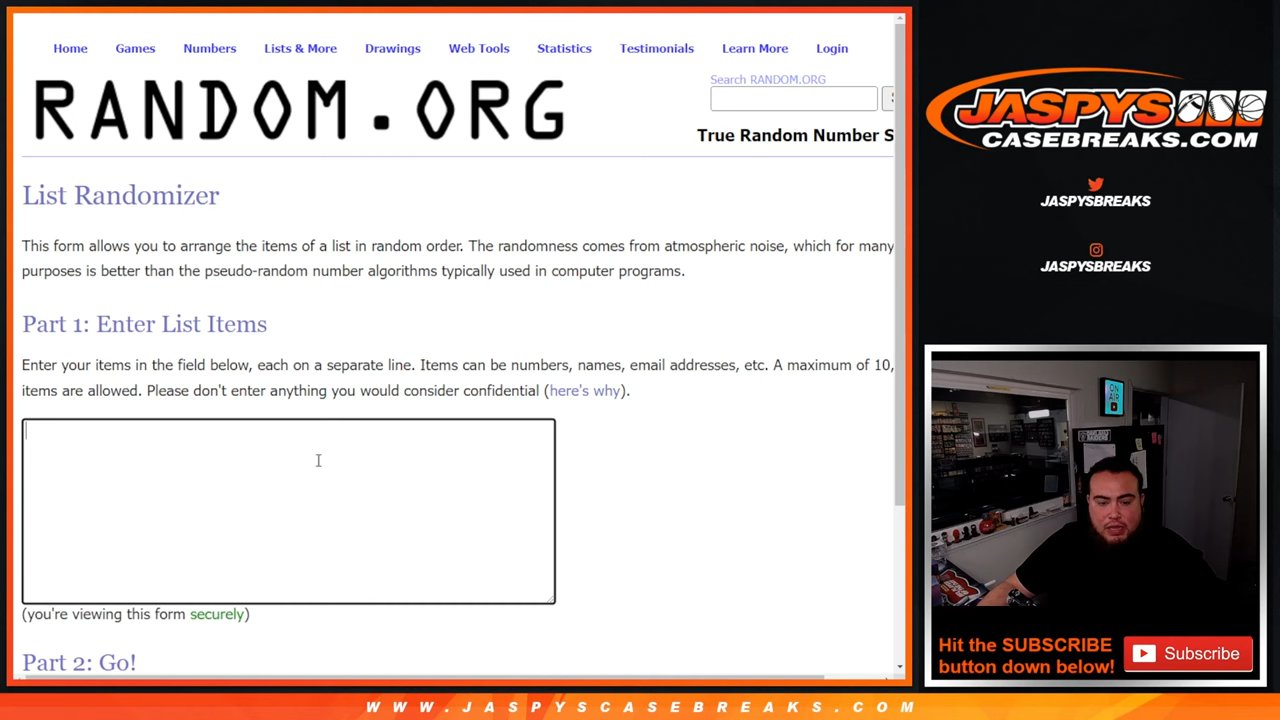 Home Games Numbers Lists & More Drawings Web Tools Statistics Testimonials Learn More Login
RANDOM.ORG
Search RANDOM.ORG
True Random Number S
List Randomizer
This form allows you to arrange the items of a list in random order. The randomness comes from atmospheric noise, which for many
purposes is better than the pseudo-random number algorithms typically used in computer programs.
Part 1: Enter List Items
Enter your items in the field below, each on a separate line. Items can be numbers, names, email addresses, etc. A maximum of 10,
items are allowed. Please don't enter anything you would consider confidential (here's why).
(you're viewing this form securely)
Part 2: Go!
JASPYS
CASEBREAKS.COM
JASPYSBREAKS
JASPYSBREAKS
ON
AIR
Hit the SUBSCRIBE
button down below!
Subscribe
WWW.JASPYSCASEBREAKS.COM